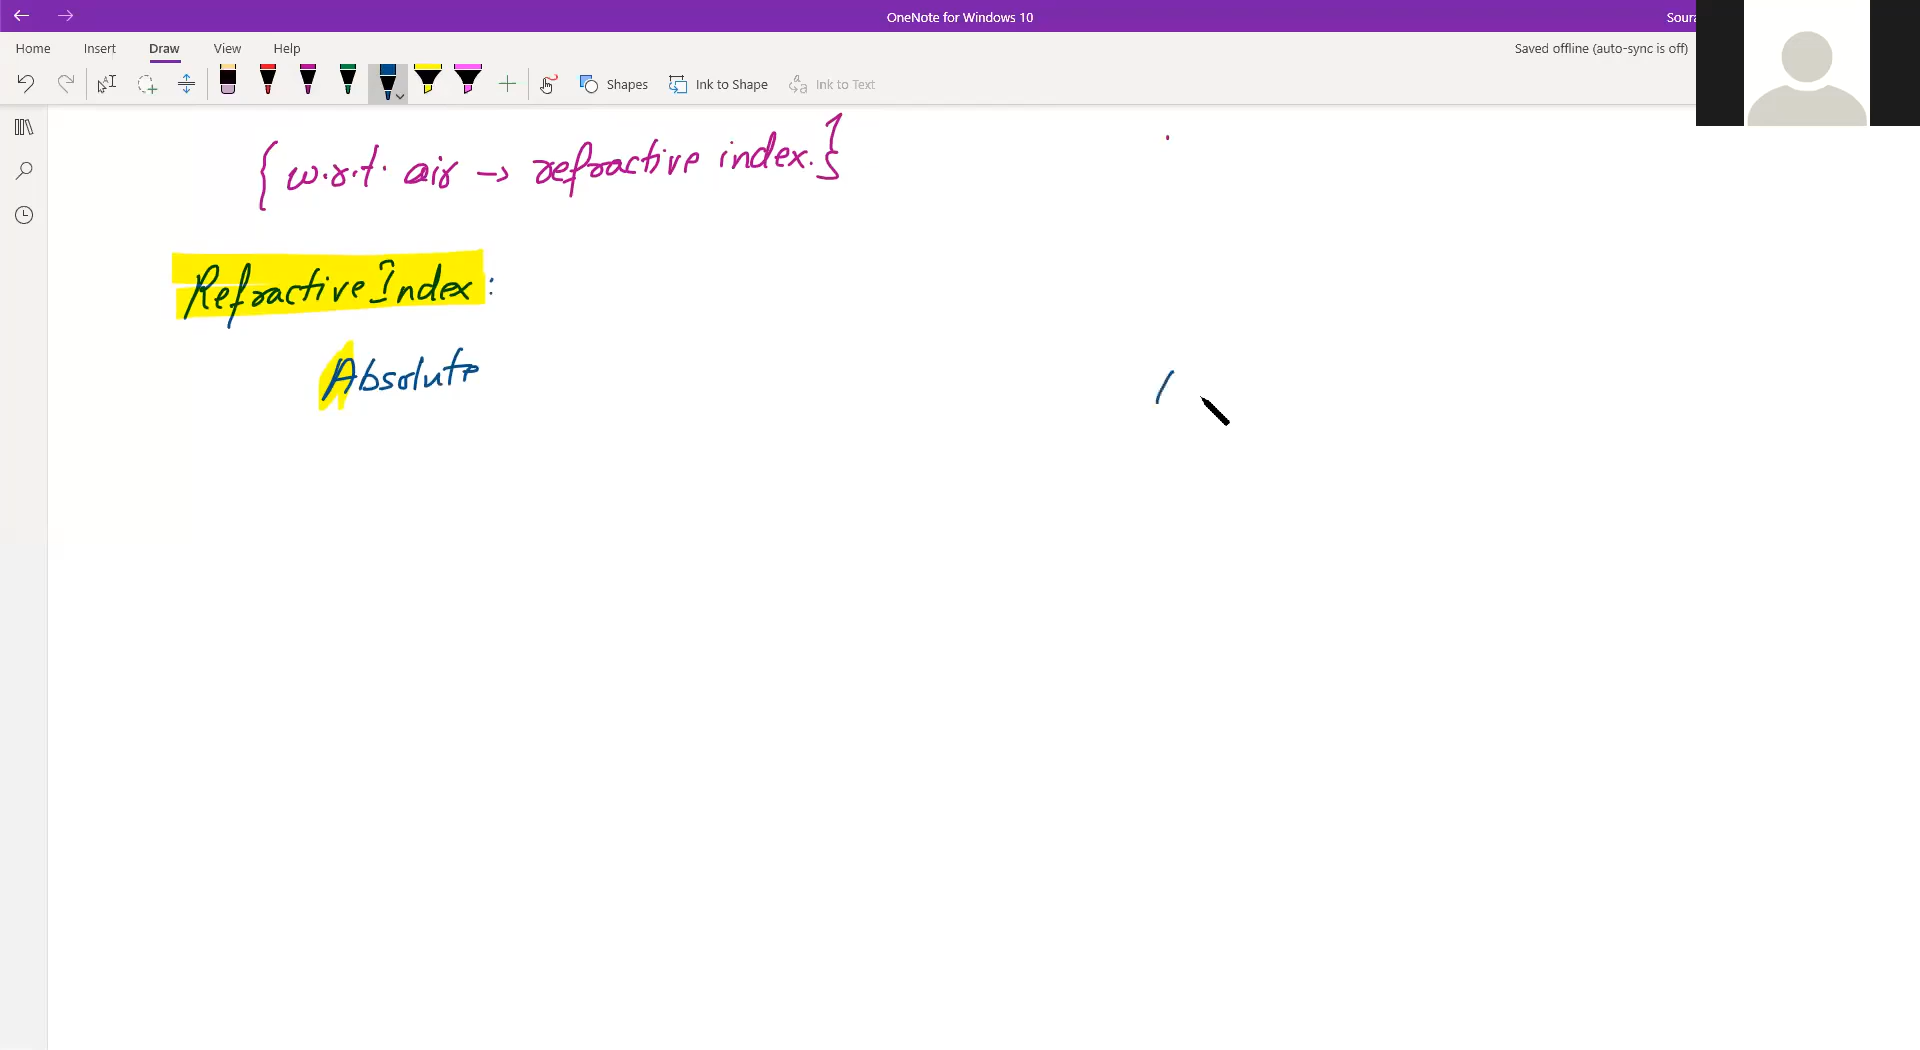 OneNote for Windows 10
Soura
Home Insert Draw View Help
Saved offline (auto-sync is off)
Shapes Ink to Shape Ink to Text
{ w.r.t. air → refractive index. }
Refractive Index :
Absolute